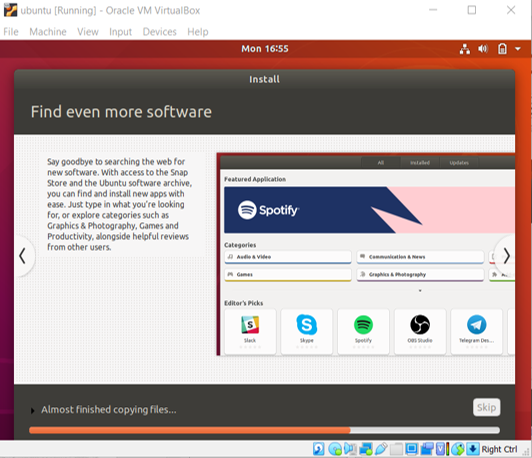 ubuntu [Running] - Oracle VM VirtualBox
File Machine View Input Devices Help
Mon 16:55
Install
Find even more software
Say goodbye to searching the web for
new software. With access to the Snap
Store and the Ubuntu software archive,
you can find and install new apps with
ease. Just type in what you're looking
for, or explore categories such as
Graphics & Photography, Games and
Productivity, alongside helpful reviews
from other users.
All Installed Updates
Featured Application
Spotify
Categories
Audio & Video Communication & News
Games Graphics & Photography
Editor's Picks
Slack Skype Spotify OBS Studio Telegram Des...
Almost finished copying files...
Skip
Right Ctrl